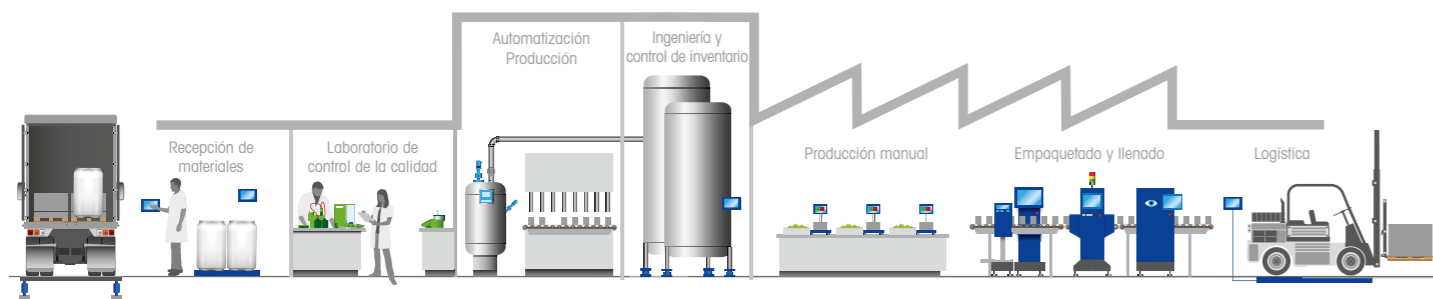 Automatización
Producción
Ingeniería y
control de inventario
Recepción de
materiales
Laboratorio de
control de la calidad
Producción manual
Empaquetado y llenado
Logística